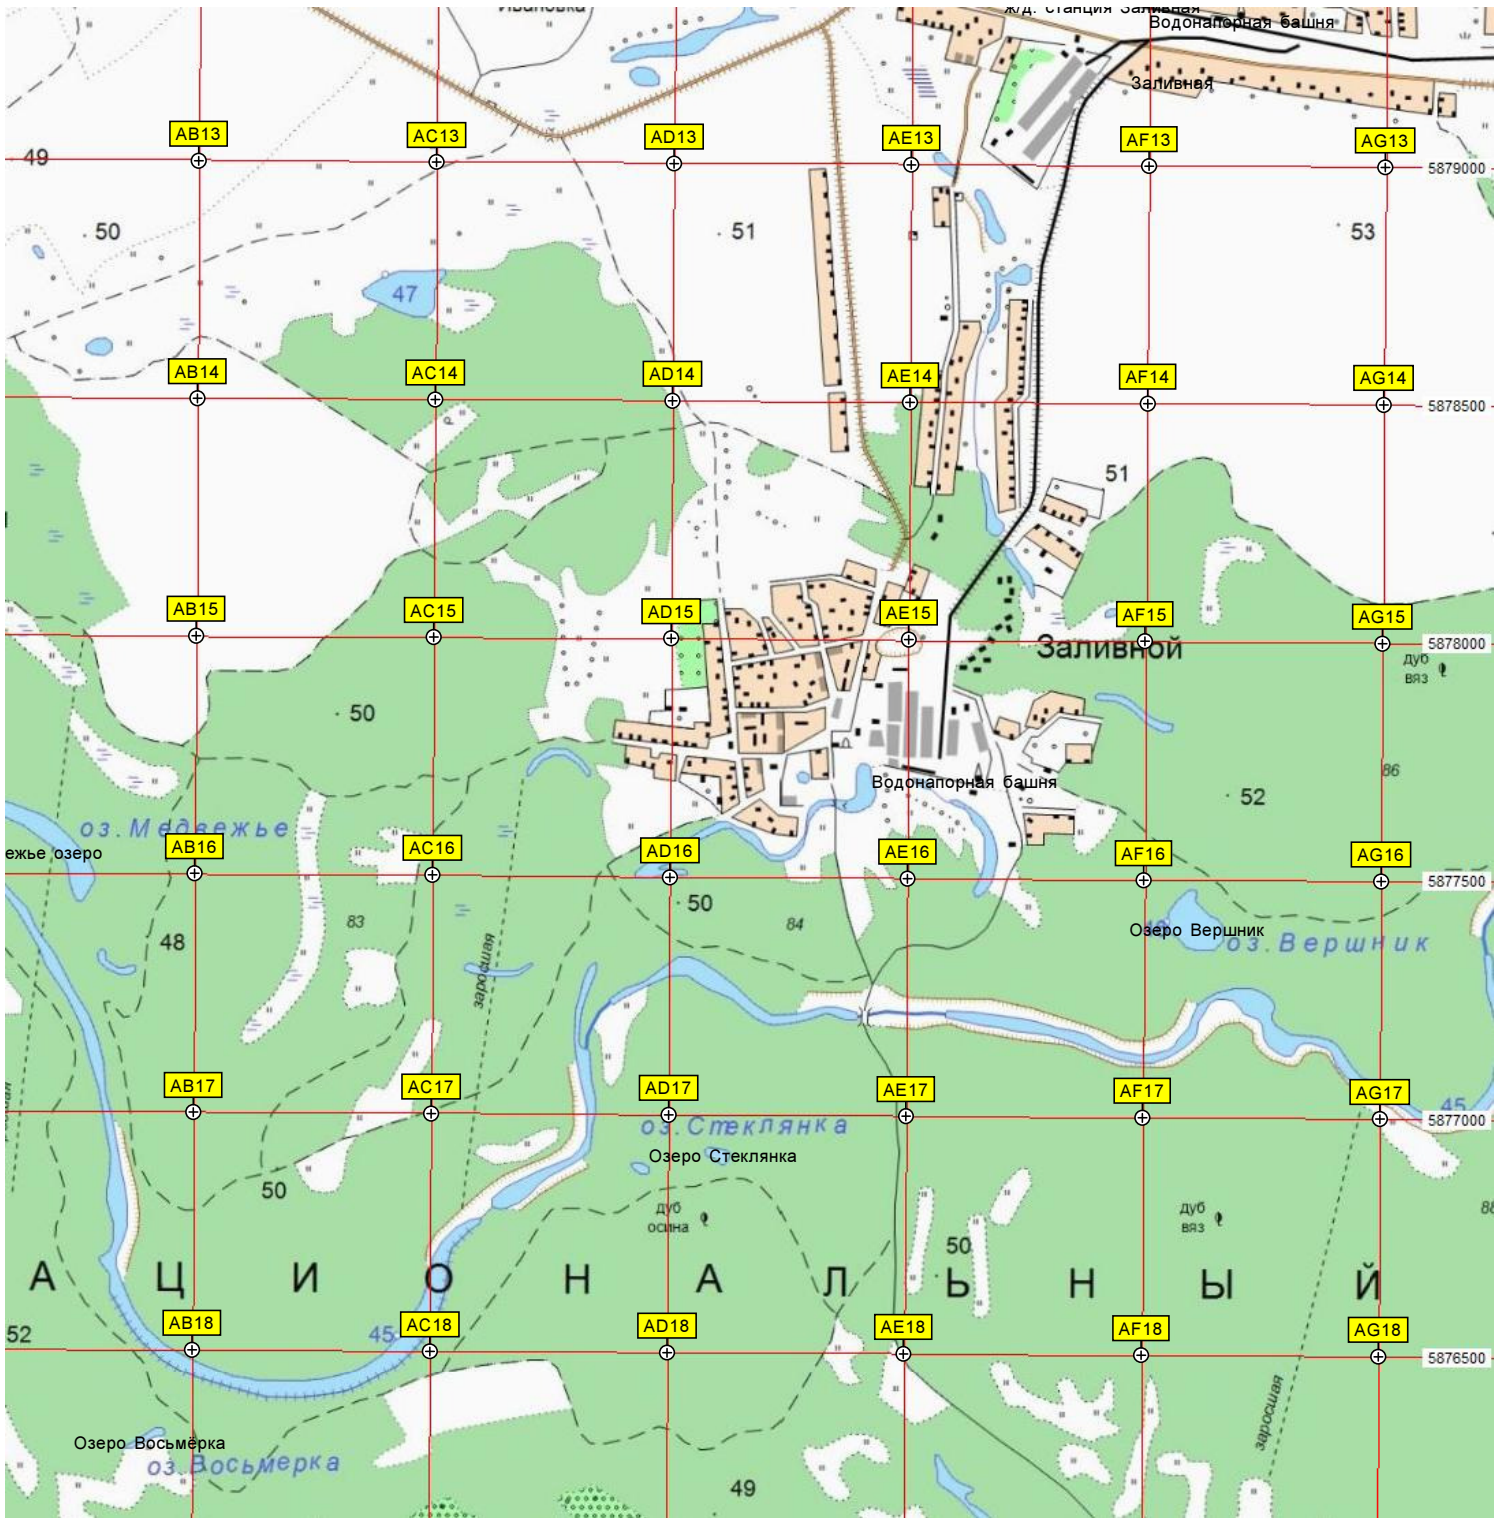 Ивановка
ж/д. станция Заливная
Водонапорная башня
Заливная
49
AB13
AC13
AD13
AE13
AF13
AG13
5879000
50
51
53
47
AB14
AC14
AD14
AE14
AF14
AG14
5878500
51
AB15
AC15
AD15
AE15
AF15
AG15
Заливной
5878000
дуб
вяз
50
86
Водонапорная башня
52
оз. Медвежье
ежье озеро
AB16
AC16
AD16
AE16
AF16
AG16
5877500
50
83
84
48
Озеро Вершник
оз. Вершник
заросшая
AB17
AC17
AD17
AE17
AF17
AG17
45
5877000
оз. Стеклянка
Озеро Стеклянка
50
дуб
осина
дуб
вяз
88
50
А Ц И О Н А Л Ь Н Ы Й
52
AB18
45
AC18
AD18
AE18
AF18
AG18
5876500
заросшая
Озеро Восьмёрка
оз. Восьмерка
49